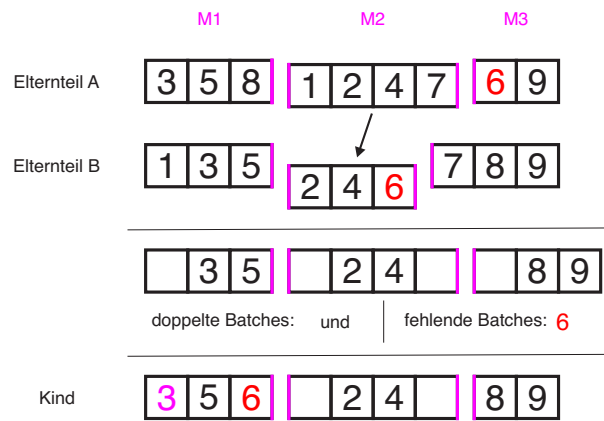 M1 M2 M3
Elternteil A 3 5 8 1 2 4 7 6 9
Elternteil B 1 3 5 2 4 6 7 8 9
3 5 2 4 8 9
doppelte Batches: und fehlende Batches: 6
Kind 3 5 6 2 4 8 9